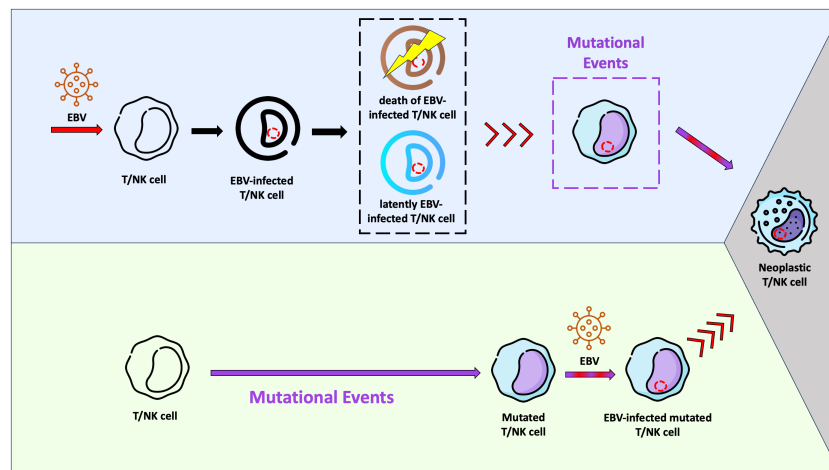 EBV
T/NK cell
EBV-infected
T/NK cell
death of EBV-
infected T/NK cell
latently EBV-
infected T/NK cell
Mutational
Events
Neoplastic
T/NK cell
T/NK cell
Mutational Events
Mutated
T/NK cell
EBV
EBV-infected mutated
T/NK cell